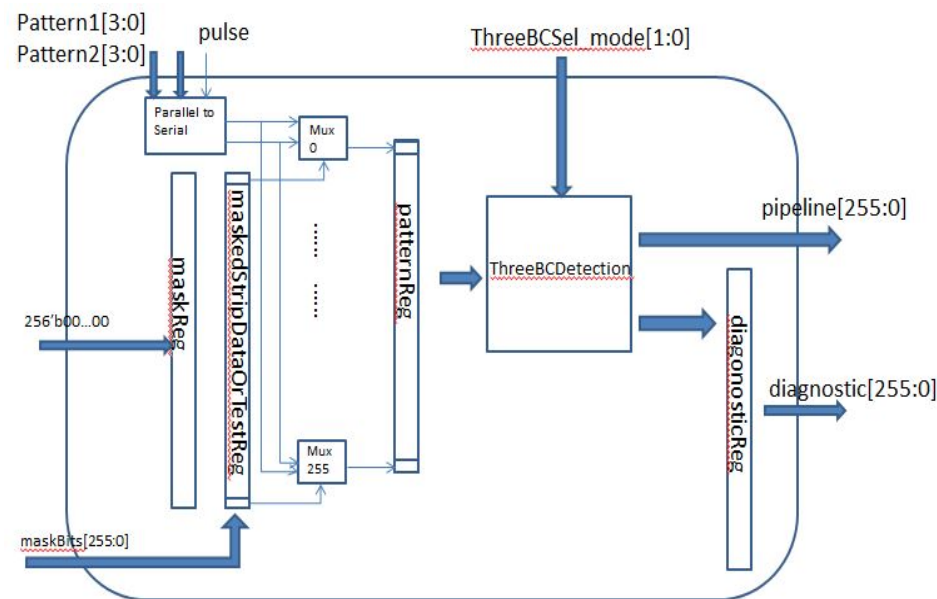 Pattern1[3:0]
Pattern2[3:0]
pulse
ThreeBCSel_mode[1:0]
Parallel to
Serial
Mux
0
maskReg
maskedStripDataOrTestReg
patternReg
......
......
ThreeBCDetection
pipeline[255:0]
256'b00...00
diagonosticReg
diagnostic[255:0]
Mux
255
maskBits[255:0]